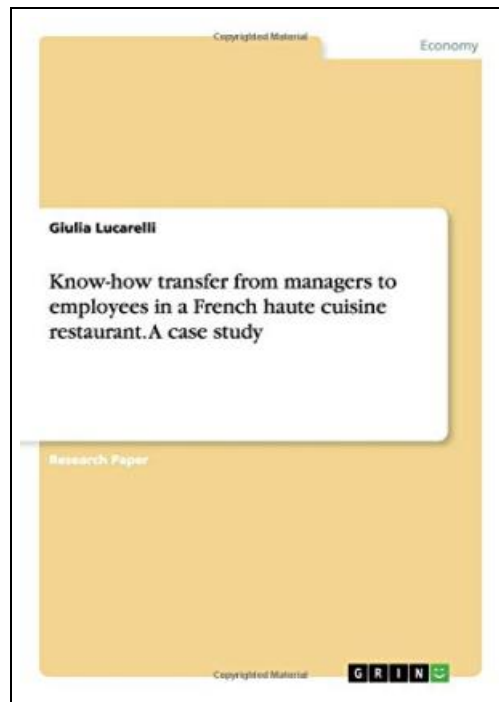 Copyrighted Material
Economy
Giulia Lucarelli
Know-how transfer from managers to
employees in a French haute cuisine
restaurant. A case study
Research Paper
Copyrighted Material
GRIN